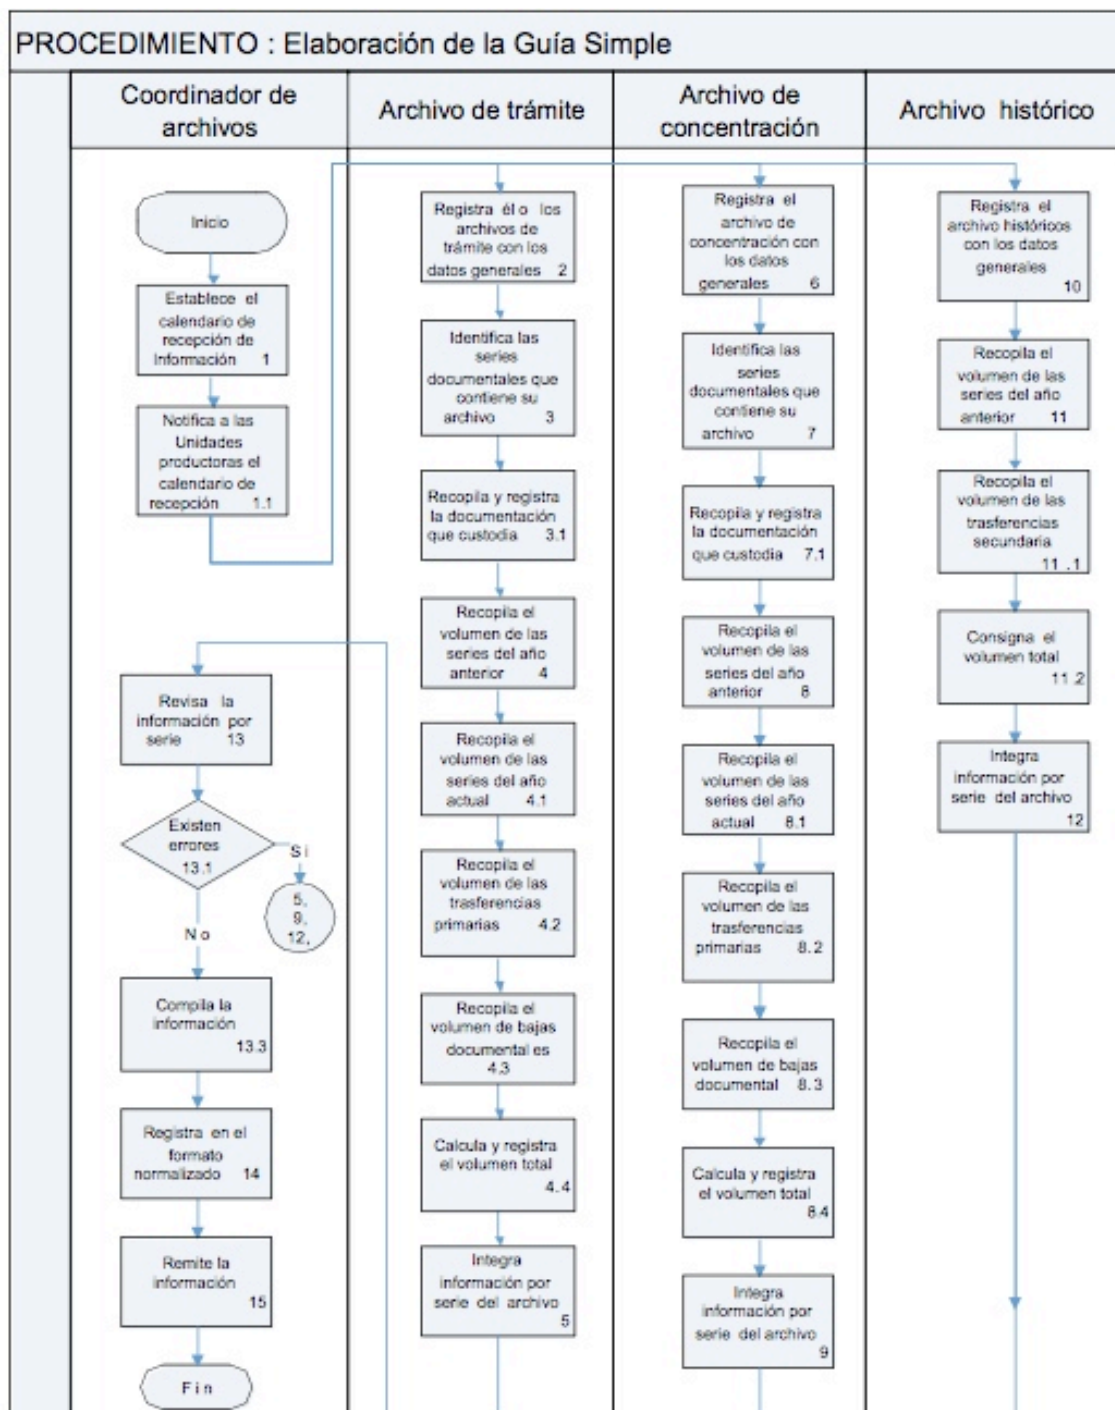 PROCEDIMIENTO : Elaboración de la Guía Simple
Coordinador de
archivos
Inicio
Establece el
calendario de
recepción de
Información 1
Notifica a las
Unidades
productoras el
calendario de
recepción 1.1
Revisa la
información por
serie 13
Existen
errores
13.1
Si
5,
9,
12,
No
Compila la
información
13.3
Registra en el
formato
normalizado 14
Remite la
información
15
Fin
Archivo de trámite
Registra él o los
archivos de
trámite con los
datos generales 2
Identifica las
series
documentales que
contiene su
archivo 3
Recopila y registra
la documentación
que custodia 3.1
Recopila el
volumen de las
series del año
anterior 4
Recopila el
volumen de las
series del año
actual 4.1
Recopila el
volumen de las
trasferencias
primarias 4.2
Recopila el
volumen de bajas
documental es
4.3
Calcula y registra
el volumen total
4.4
Integra
información por
serie del archivo
5
Archivo de
concentración
Registra el
archivo de
concentración con
los datos
generales 6
Identifica las
series
documentales que
contiene su
archivo 7
Recopila y registra
la documentación
que custodia 7.1
Recopila el
volumen de las
series del año
anterior 8
Recopila el
volumen de las
series del año
actual 8.1
Recopila el
volumen de las
trasferencias
primarias 8.2
Recopila el
volumen de bajas
documental 8.3
Calcula y registra
el volumen total
8.4
Integra
información por
serie del archivo
9
Archivo histórico
Registra el
archivo históricos
con los datos
generales
10
Recopila el
volumen de las
series del año
anterior 11
Recopila el
volumen de las
trasferencias
secundaria
11 .1
Consigna el
volumen total
11.2
Integra
información por
serie del archivo
12